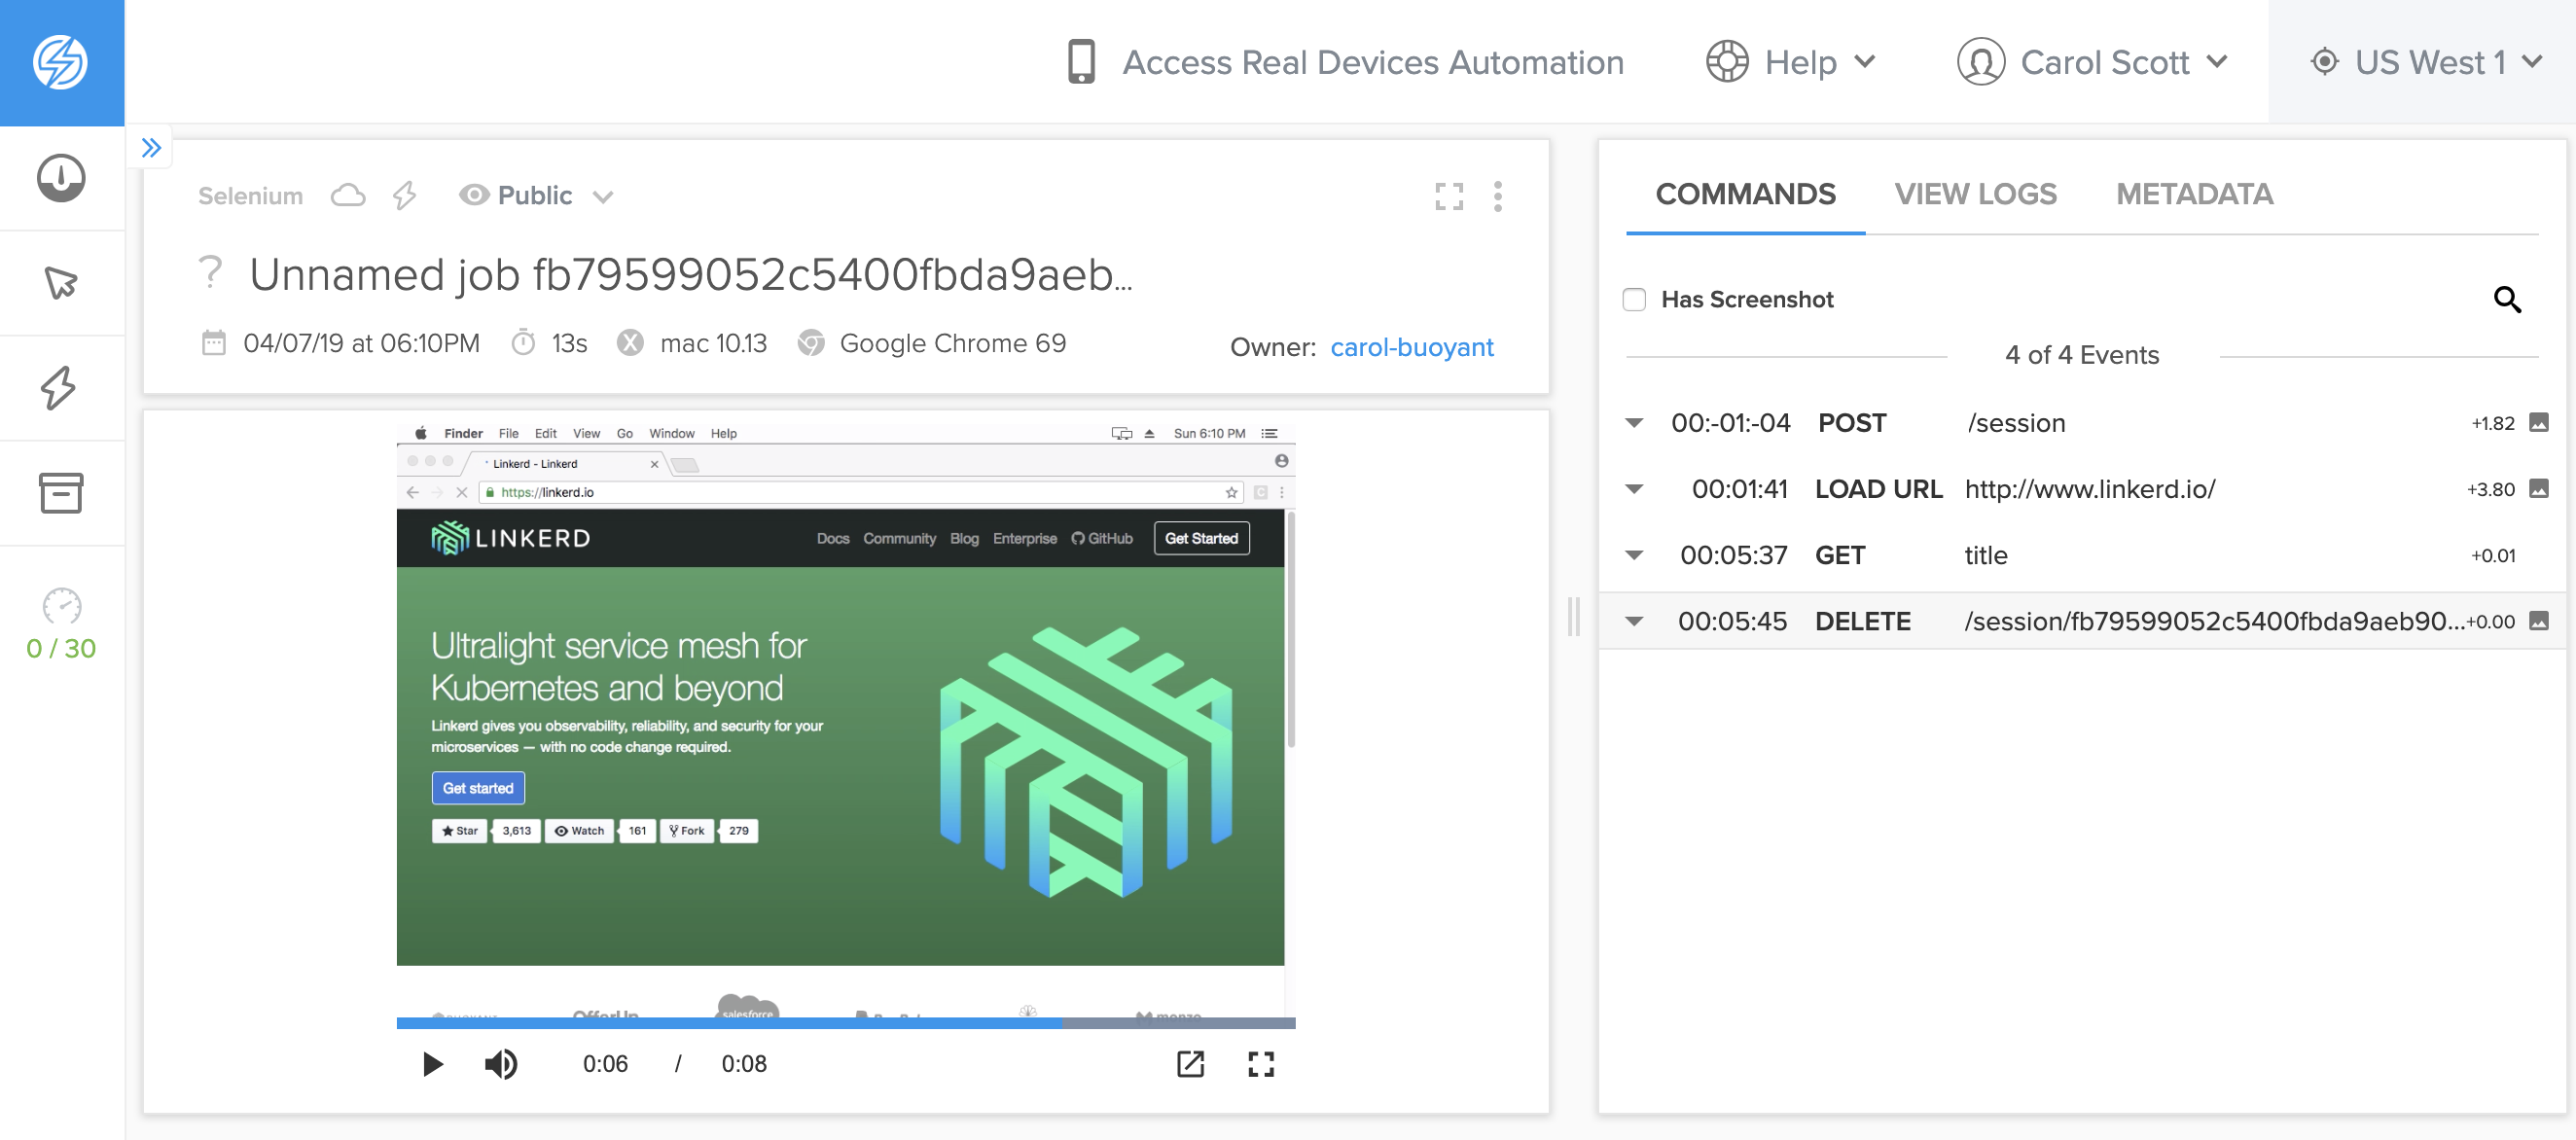 Access Real Devices Automation
Help
Carol Scott
US West 1
0 / 30
Selenium
Public
? Unnamed job fb79599052c5400fbda9aeb...
04/07/19 at 06:10PM 13s X mac 10.13 Google Chrome 69
Owner: carol-buoyant
Finder File Edit View Go Window Help Sun 6:10 PM
Linkerd - Linkerd
https://linkerd.io
LINKERD Docs Community Blog Enterprise GitHub Get Started
Ultralight service mesh for
Kubernetes and beyond
Linkerd gives you observability, reliability, and security for your
microservices — with no code change required.
Get started
Star 3,613 Watch 161 Fork 279
OfferUp salesforce monzo
0:06 / 0:08
COMMANDS VIEW LOGS METADATA
Has Screenshot
4 of 4 Events
00:-01:-04 POST /session +1.82
00:01:41 LOAD URL http://www.linkerd.io/ +3.80
00:05:37 GET title +0.01
00:05:45 DELETE /session/fb79599052c5400fbda9aeb90...+0.00